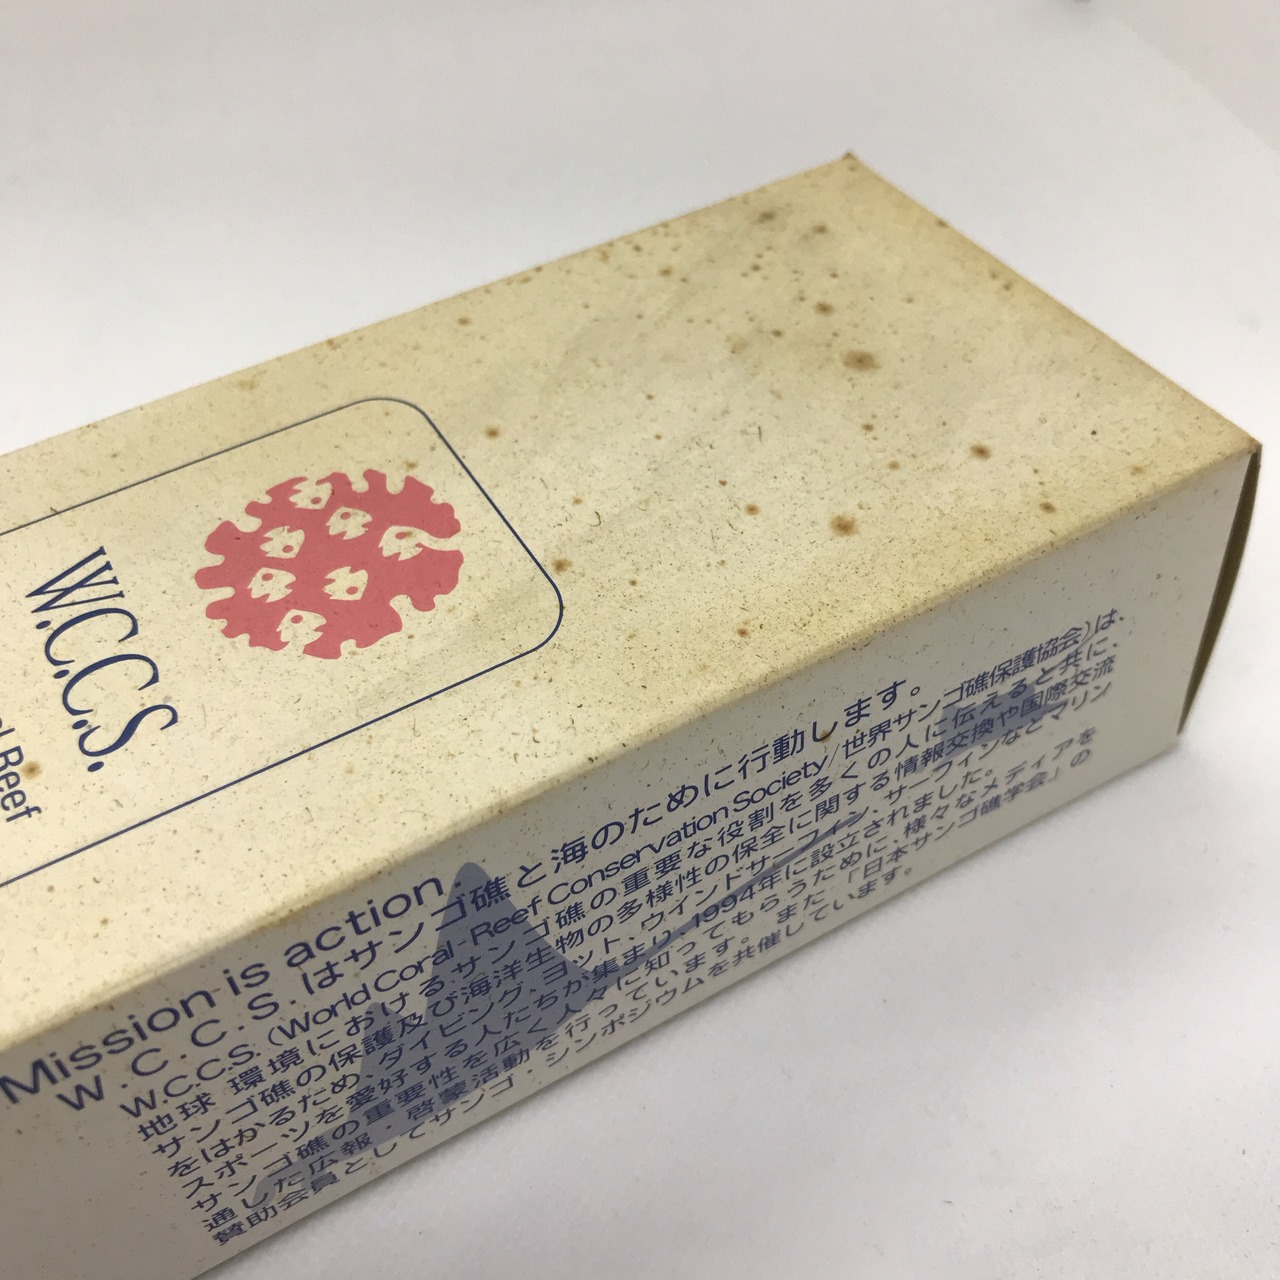 W.C.C.S.
Reef
Mission is action.
W.C.C.S.はサンゴ礁と海のために行動します。
W.C.C.S.(World Coral-Reef Conservation Society/世界サンゴ礁保護協会)は、
地球環境におけるサンゴ礁の重要な役割を多くの人に伝えると共に、
サンゴ礁の保護及び海洋生物の多様性の保全に関する情報交換や国際交流
をはかるため、ダイビング、ヨット、ウインドサーフィン、サーフィンなどマリン
スポーツを愛好する人たちが集まり、1994年に設立されました。
サンゴ礁の重要性を広く人々に知ってもらうために、様々なメディアを
通した広報・啓蒙活動を行っています。また、「日本サンゴ礁学会」の
賛助会員としてサンゴ・シンポジウムを共催しています。